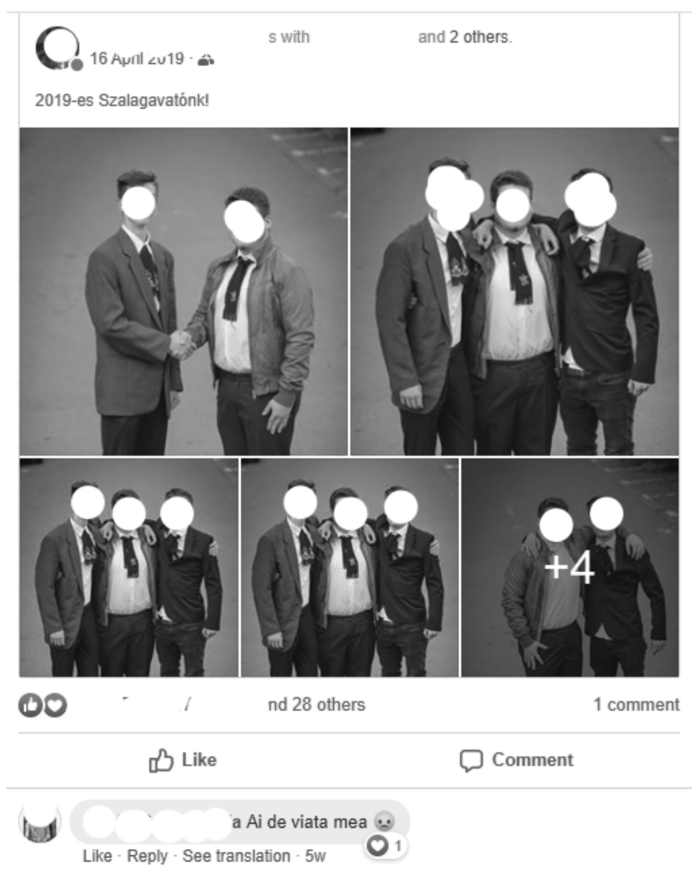 s with and 2 others.
16 April 2019
2019-es Szalagavatónk!
+4
nd 28 others 1 comment
Like Comment
a Ai de viata mea
1
Like · Reply · See translation · 5w